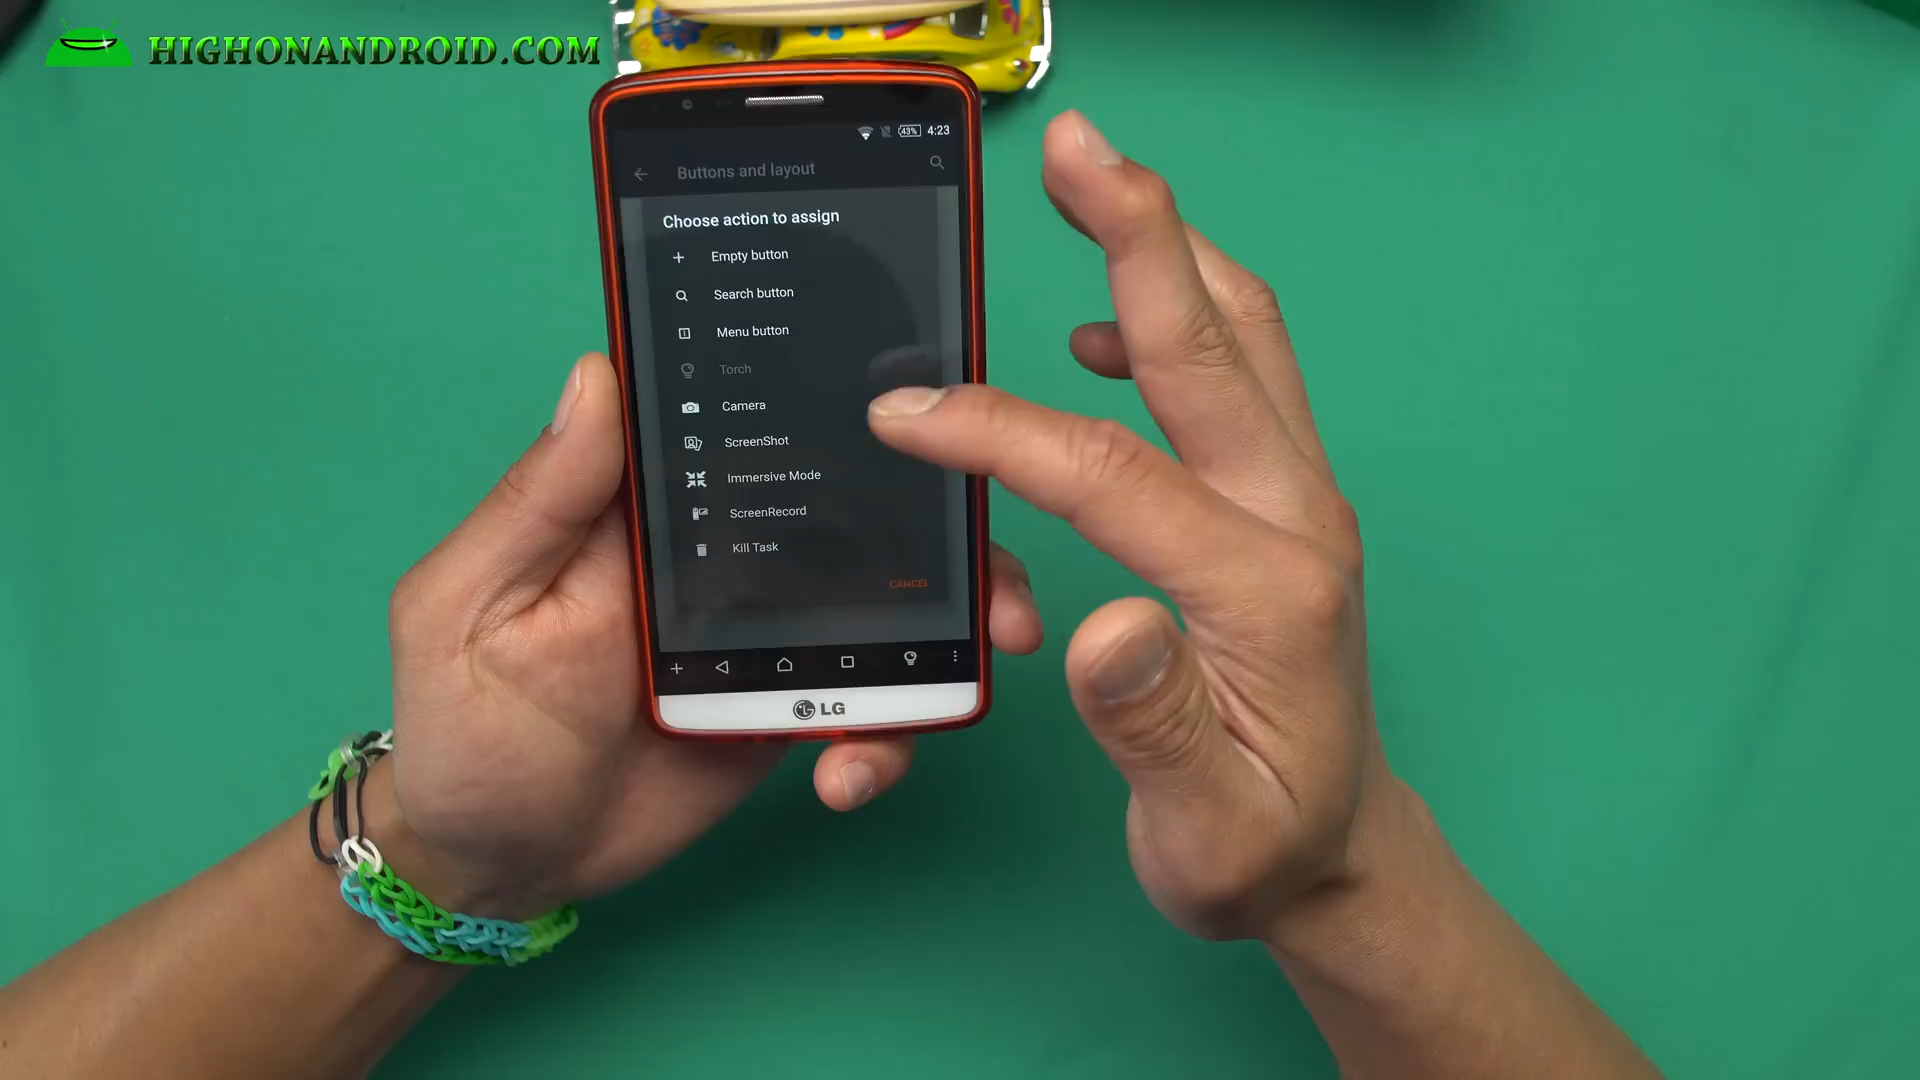 HIGHONANDROID.COM
43% 4:23
Buttons and layout
Choose action to assign
Empty button
Search button
Menu button
Torch
Camera
ScreenShot
Immersive Mode
ScreenRecord
Kill Task
CANCEL
LG